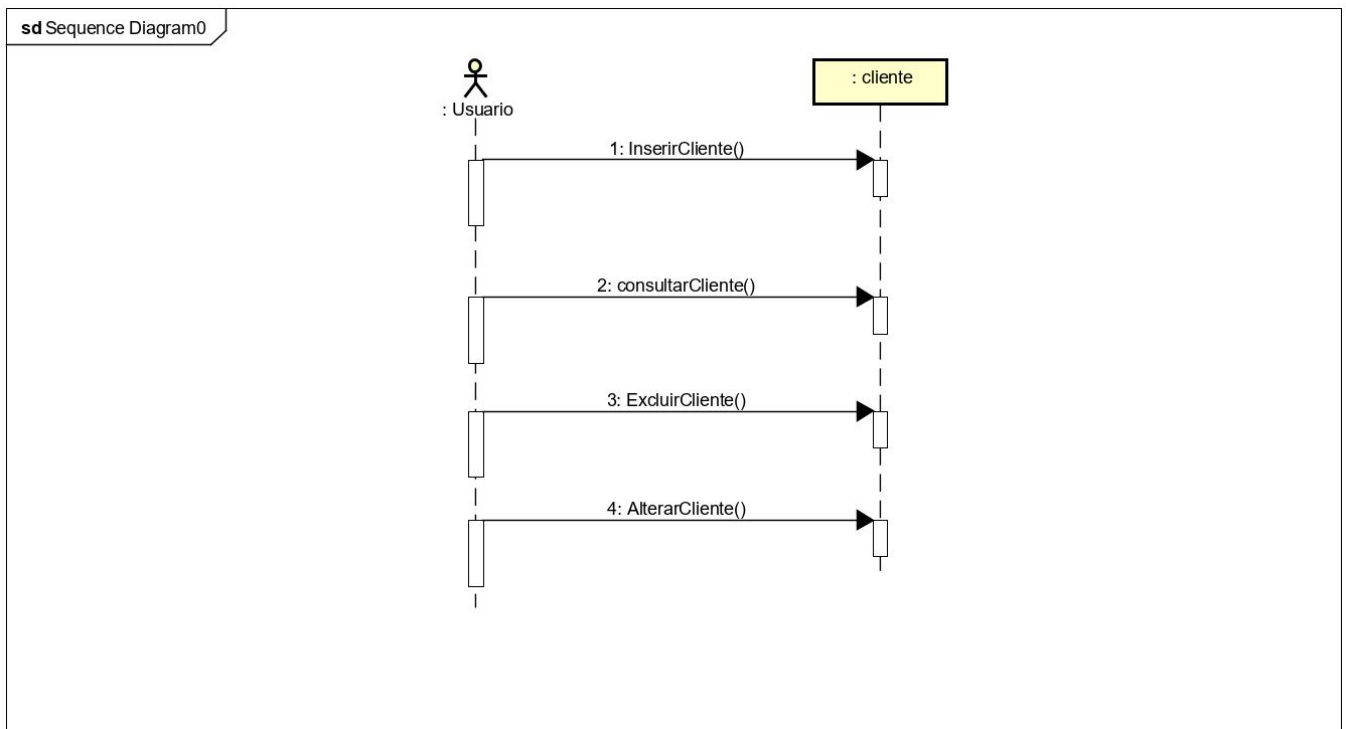 sd Sequence Diagram0
: Usuario
: cliente
1: InserirCliente()
2: consultarCliente()
3: ExcluirCliente()
4: AlterarCliente()